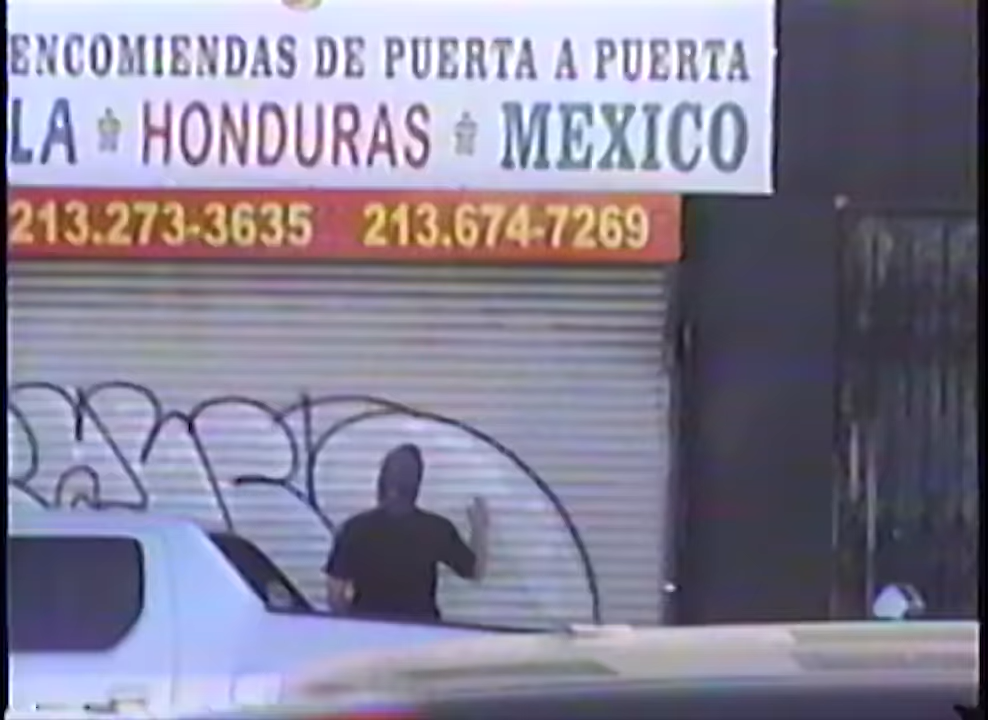 ENCOMIENDAS DE PUERTA A PUERTA
LA * HONDURAS * MEXICO
213.273-3635 213.674-7269